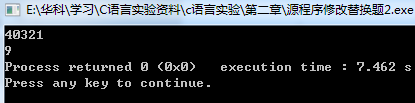 E:\华科\学习\C语言实验资料\c语言实验\第二章\源程序修改替换题2.exe
40321
9
Process returned 0 (0x0)   execution time : 7.462 s
Press any key to continue.